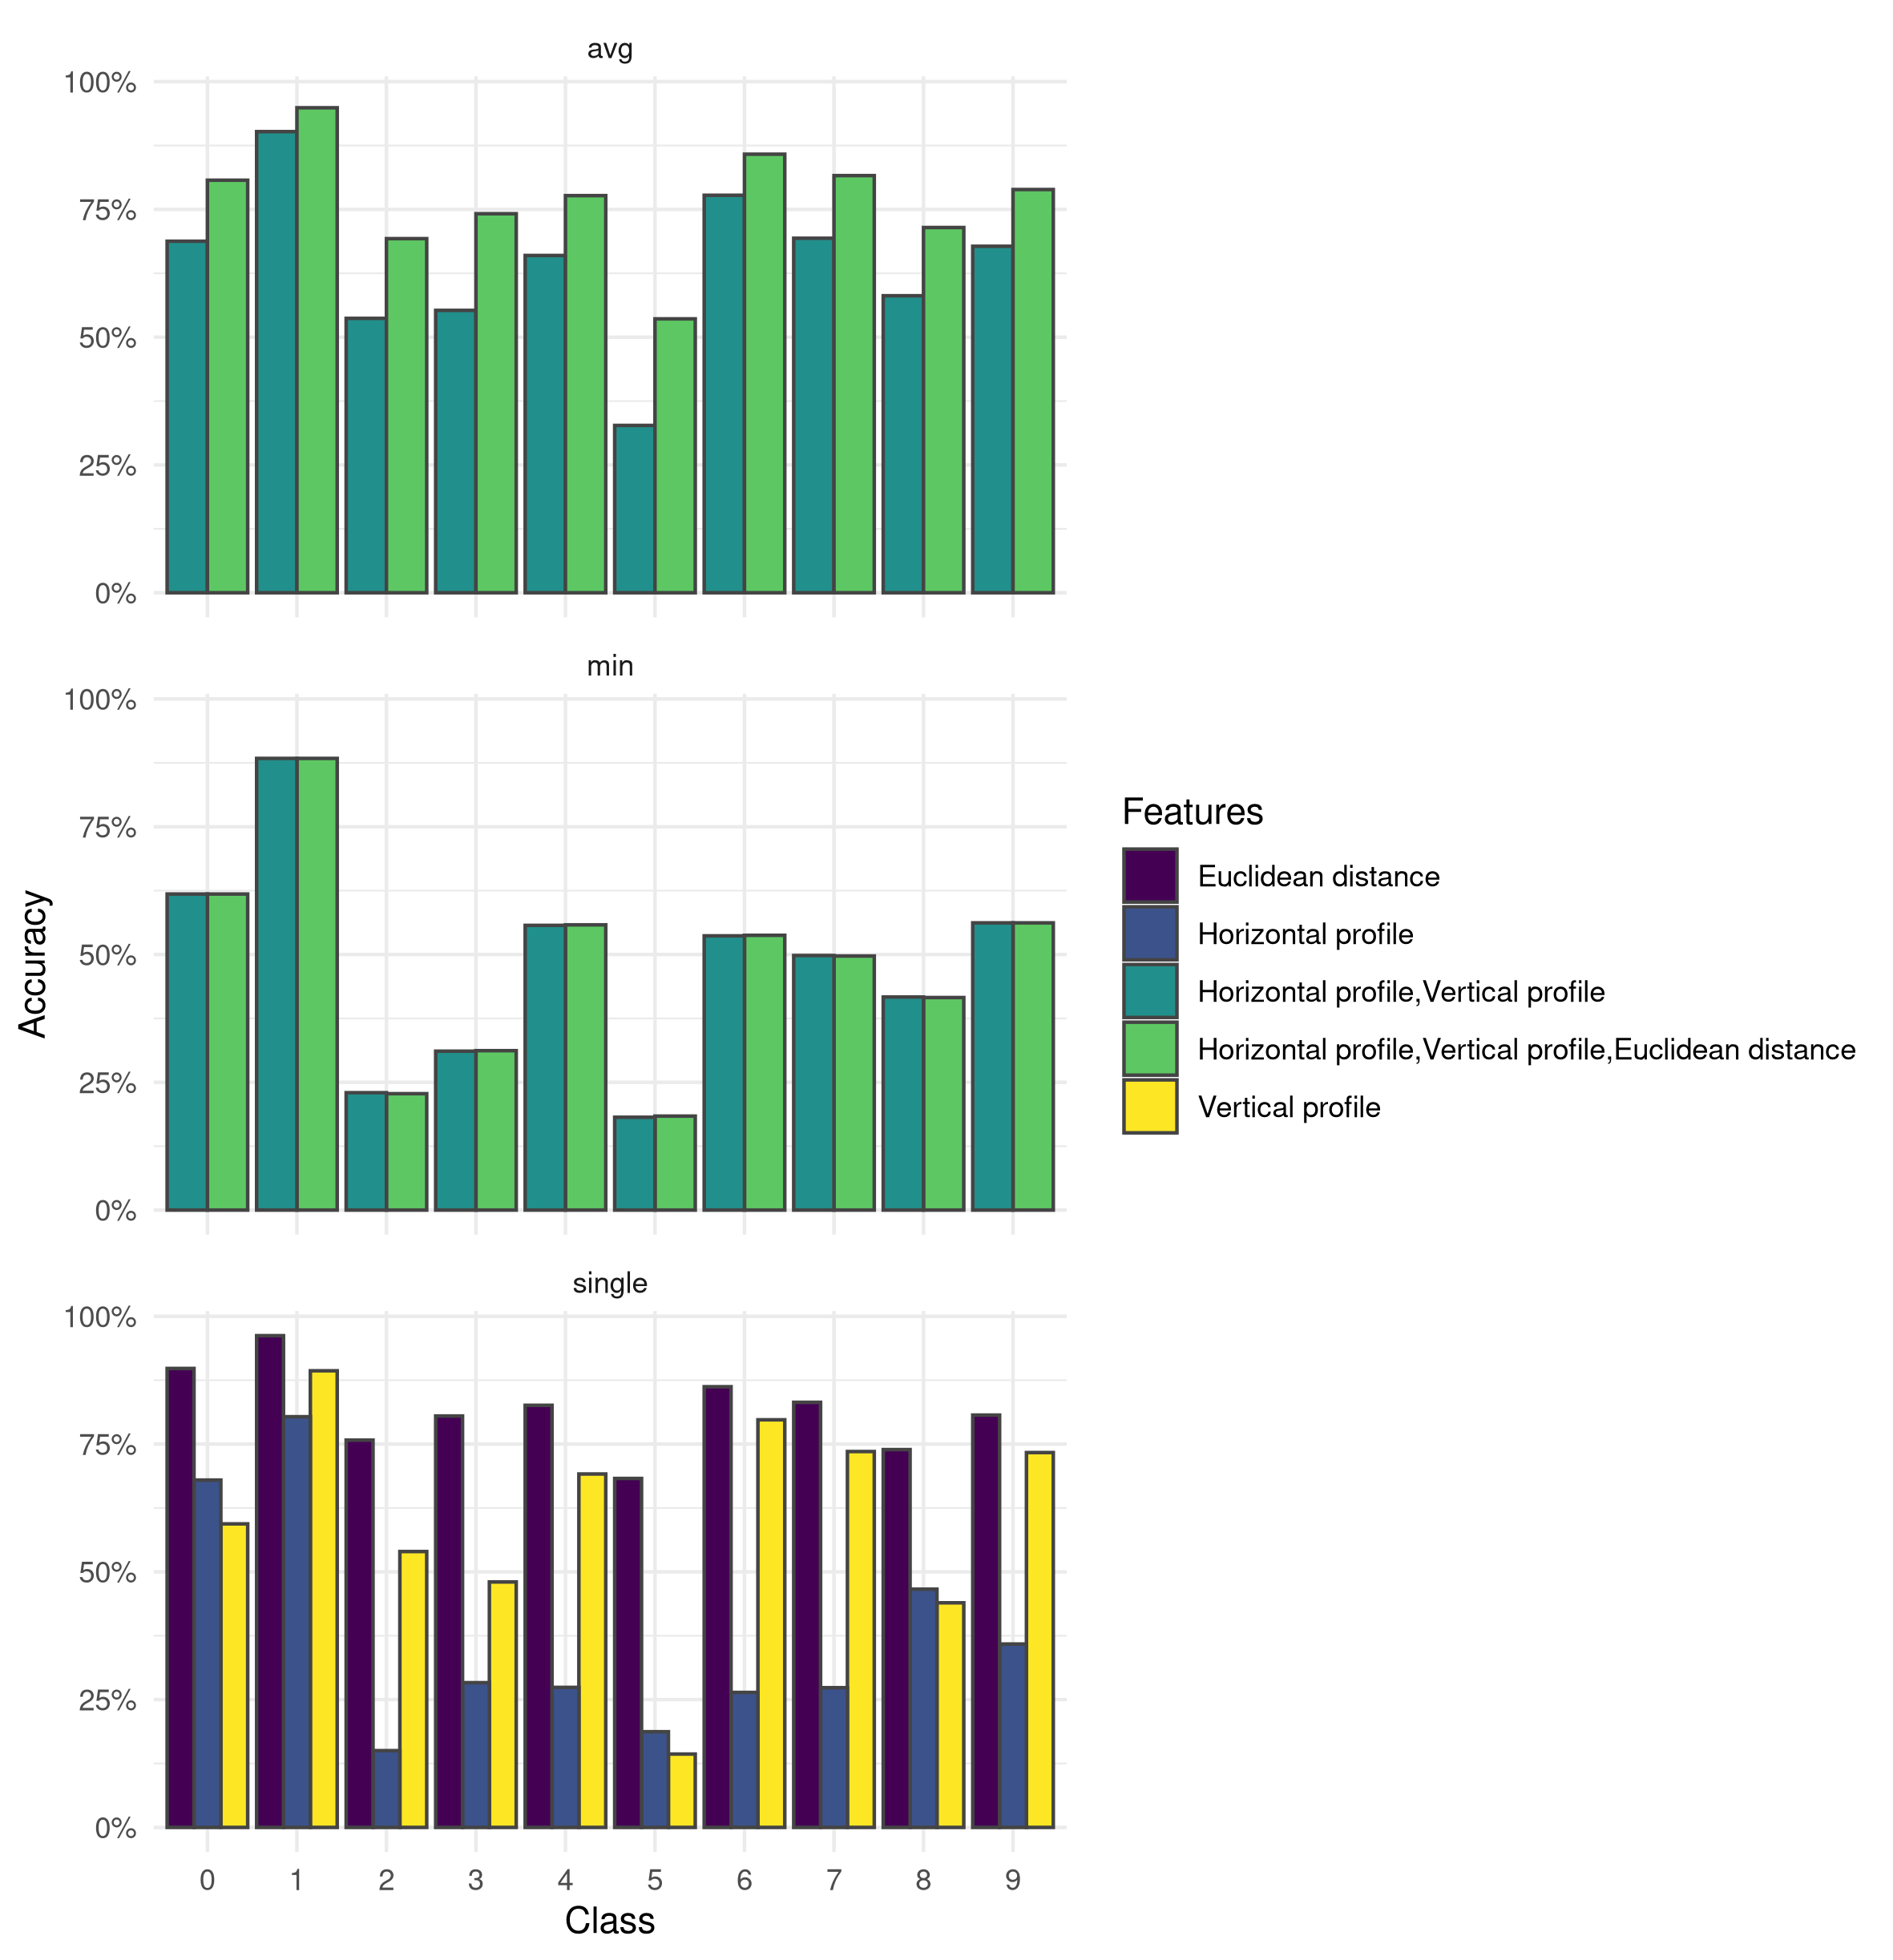 avg
100%
75%
50%
25%
0%
min
100%
75%
50%
25%
0%
single
100%
75%
50%
25%
0%
0 1 2 3 4 5 6 7 8 9
Class
Accuracy
Features
Euclidean distance
Horizontal profile
Horizontal profile,Vertical profile
Horizontal profile,Vertical profile,Euclidean distance
Vertical profile